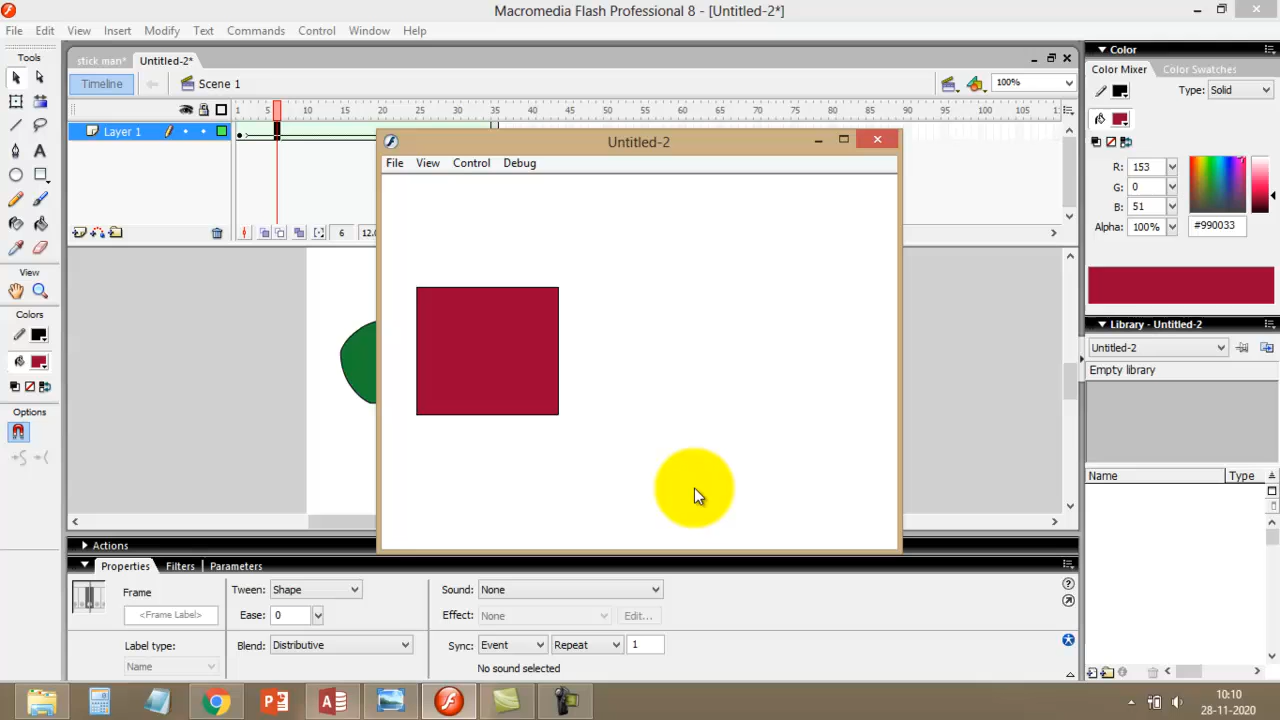 Macromedia Flash Professional 8 - [Untitled-2*]
File Edit View Insert Modify Text Commands Control Window Help
Tools
stick man* Untitled-2*
Timeline Scene 1 100%
1 5 10 15 20 25 30 35 40 45 50 55 60 65 70 75 80 85 90 95 100 105 1:
Layer 1
6 12.0
Untitled-2
File View Control Debug
View
Colors
Options
Color
Color Mixer Color Swatches
Type: Solid
R: 153
G: 0
B: 51
Alpha: 100% #990033
Library - Untitled-2
Untitled-2
Empty library
Name Type
Actions
Properties Filters Parameters
Frame
<Frame Label>
Label type:
Name
Tween: Shape
Ease: 0
Blend: Distributive
Sound: None
Effect: None Edit...
Sync: Event Repeat 1
No sound selected
10:10
28-11-2020